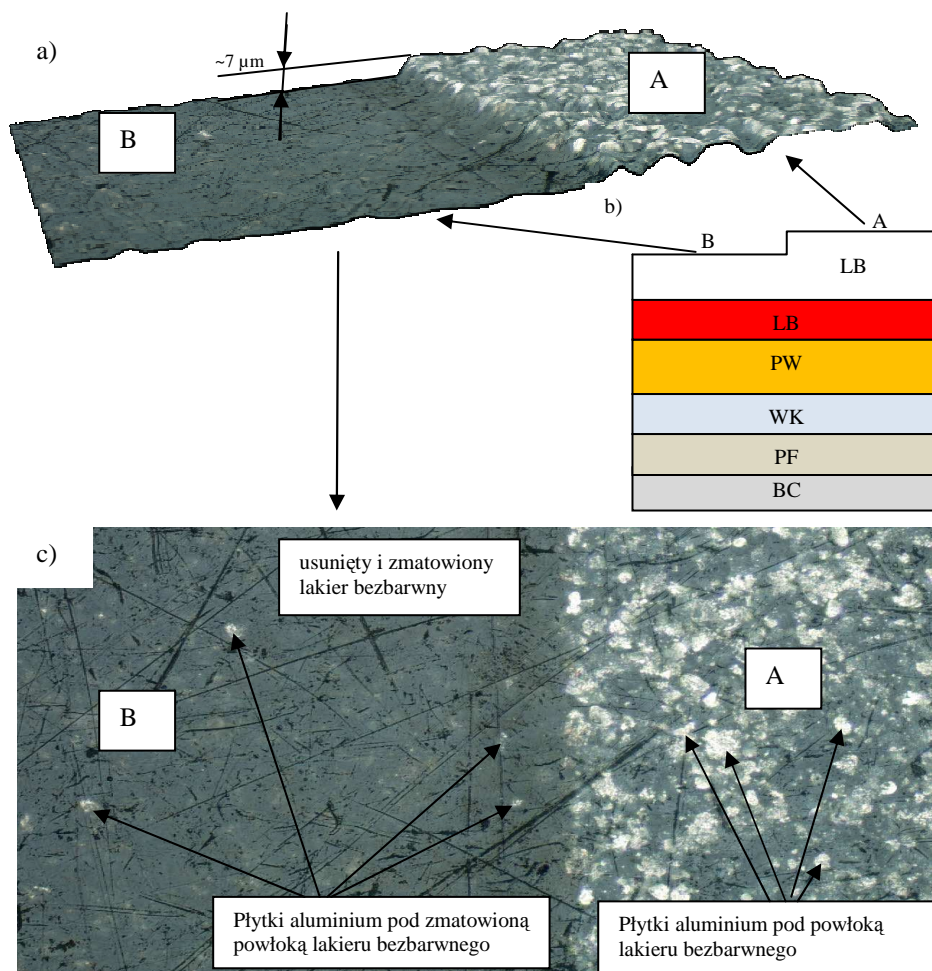 a)
~7 µm
A
B
b)
A
B
LB
LB
PW
WK
PF
BC
c)
usunięty i zmatowiony
lakier bezbarwny
B
A
Płytki aluminium pod zmatowioną
powłoką lakieru bezbarwnego
Płytki aluminium pod powłoką
lakieru bezbarwnego